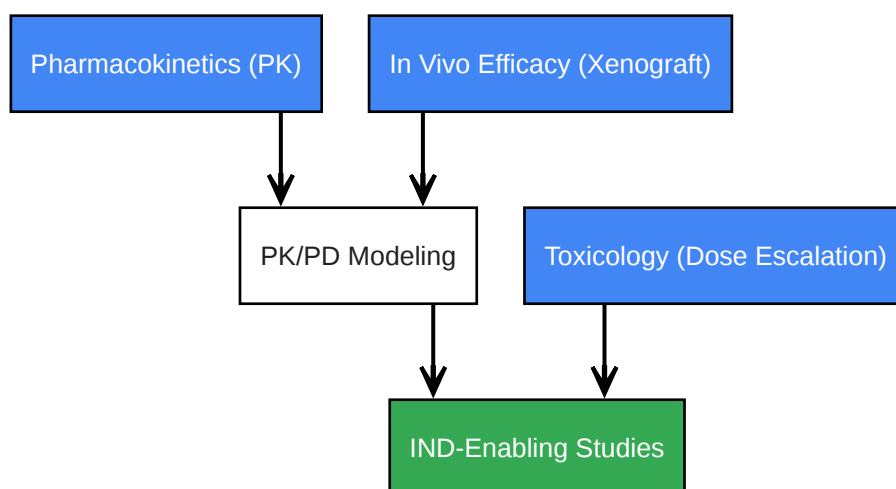 Pharmacokinetics (PK)
In Vivo Efficacy (Xenograft)
PK/PD Modeling
Toxicology (Dose Escalation)
IND-Enabling Studies